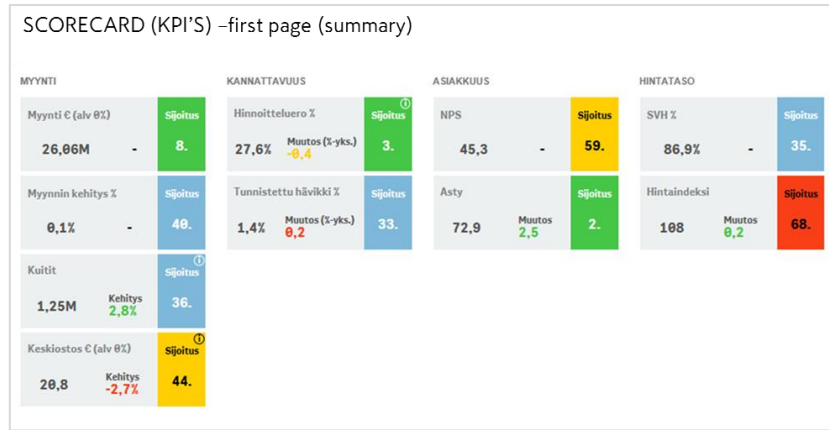 SCORECARD (KPI'S) –first page (summary)
MYYNTI
Myynti € (alv 0%)
26,06M
-
Sijoitus
8.
Myynnin kehitys %
0,1%
-
Sijoitus
40.
Kuitit
1,25M
Kehitys
2,8%
Sijoitus
36.
Keskiostos € (alv 0%)
20,8
Kehitys
-2,7%
Sijoitus
44.
KANNATTAVUUS
Hinnoitteluero %
27,6%
Muutos (%-yks.)
-0,4
Sijoitus
3.
Tunnistettu hävikki %
1,4%
Muutos (%-yks.)
0,2
Sijoitus
33.
ASIAKKUUS
NPS
45,3
-
Sijoitus
59.
Asty
72,9
Muutos
2,5
Sijoitus
2.
HINTATASO
SVH %
86,9%
-
Sijoitus
35.
Hintaindeksi
108
Muutos
0,2
Sijoitus
68.